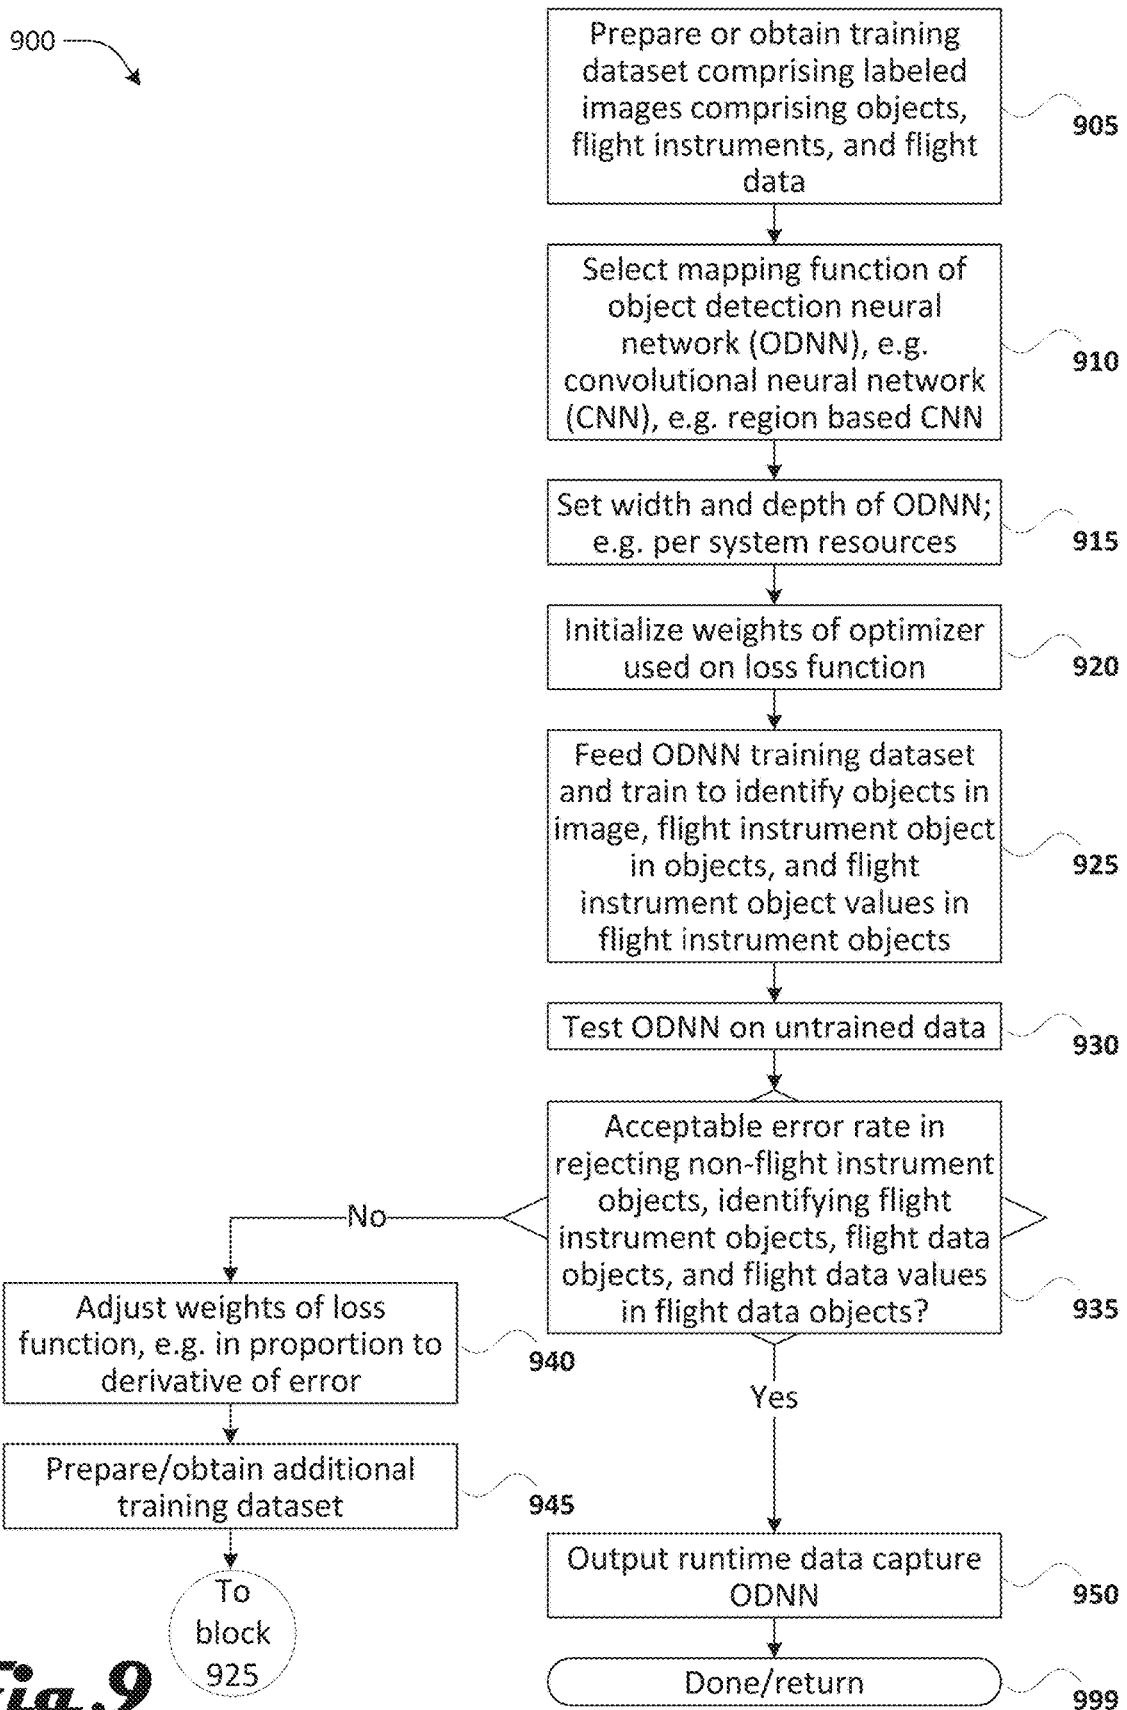 900
Prepare or obtain training
dataset comprising labeled
images comprising objects,
flight instruments, and flight
data
905
Select mapping function of
object detection neural
network (ODNN), e.g.
convolutional neural network
(CNN), e.g. region based CNN
910
Set width and depth of ODNN;
e.g. per system resources
915
Initialize weights of optimizer
used on loss function
920
Feed ODNN training dataset
and train to identify objects in
image, flight instrument object
in objects, and flight
instrument object values in
flight instrument objects
925
Test ODNN on untrained data
930
Acceptable error rate in
rejecting non-flight instrument
objects, identifying flight
instrument objects, flight data
objects, and flight data values
in flight data objects?
935
No
Adjust weights of loss
function, e.g. in proportion to
derivative of error
940
Prepare/obtain additional
training dataset
945
To
block
925
Yes
Output runtime data capture
ODNN
950
Done/return
999
Fig.9